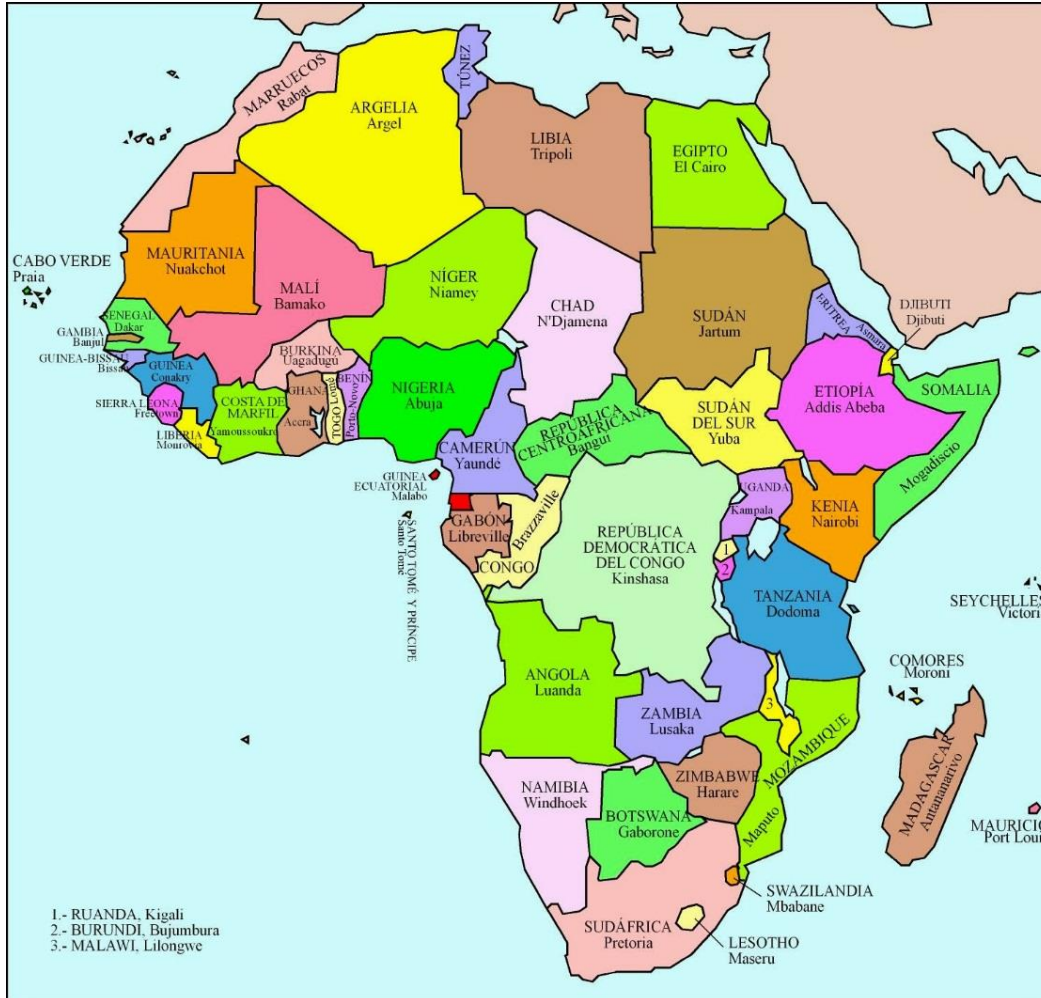 MARRUECOS
Rabat
ARGELIA
Argel
TÚNEZ
LIBIA
Tripoli
EGIPTO
El Cairo
MAURITANIA
Nuakchot
MALÍ
Bamako
NÍGER
Niamey
CHAD
N'Djamena
SUDÁN
Jartum
ERITREA
Asmara
DJIBUTI
Djibuti
CABO VERDE
Praia
SENEGAL
Dakar
GAMBIA
Banjul
GUINEA-BISSAU
Bissau
GUINEA
Conakry
SIERRA LEONA
Freetown
LIBERIA
Monrovia
COSTA DE
MARFIL
Yamoussoukro
BURKINA
Uagadugú
GHANA
Accra
TOGO Lomé
BENÍN
Porto-Novo
NIGERIA
Abuja
CAMERÚN
Yaundé
REPÚBLICA
CENTROAFRICANA
Bangui
SUDÁN
DEL SUR
Yuba
ETIOPÍA
Addis Abeba
SOMALIA
Mogadiscio
GUINEA
ECUATORIAL
Malabo
SANTO TOMÉ Y PRÍNCIPE
Santo Tomé
GABÓN
Libreville
CONGO
Brazzaville
REPÚBLICA
DEMOCRÁTICA
DEL CONGO
Kinshasa
UGANDA
Kampala
KENIA
Nairobi
1
2
TANZANIA
Dodoma
SEYCHELLES
Victoria
COMORES
Moroni
ANGOLA
Luanda
ZAMBIA
Lusaka
3
MOZAMBIQUE
Maputo
MADAGASCAR
Antananarivo
MAURICIO
Port Loui
NAMIBIA
Windhoek
BOTSWANA
Gaborone
ZIMBABWE
Harare
SWAZILANDIA
Mbabane
SUDÁFRICA
Pretoria
LESOTHO
Maseru
1.- RUANDA, Kigali
2.- BURUNDI, Bujumbura
3.- MALAWI, Lilongwe